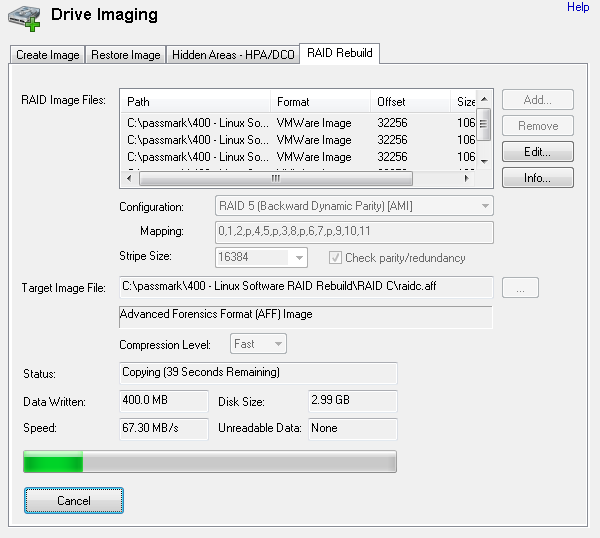 Drive Imaging
Help
Create Image Restore Image Hidden Areas - HPA/DCO RAID Rebuild
RAID Image Files:
Path Format Offset Size
C:\passmark\400 - Linux So... VMWare Image 32256 106
C:\passmark\400 - Linux So... VMWare Image 32256 106
C:\passmark\400 - Linux So... VMWare Image 32256 106
Add...
Remove
Edit...
Info...
Configuration: RAID 5 (Backward Dynamic Parity) [AMI]
Mapping: 0,1,2,p,4,5,p,3,8,p,6,7,p,9,10,11
Stripe Size: 16384 Check parity/redundancy
Target Image File: C:\passmark\400 - Linux Software RAID Rebuild\RAID C\raidc.aff ...
Advanced Forensics Format (AFF) Image
Compression Level: Fast
Status: Copying (39 Seconds Remaining)
Data Written: 400.0 MB Disk Size: 2.99 GB
Speed: 67.30 MB/s Unreadable Data: None
Cancel